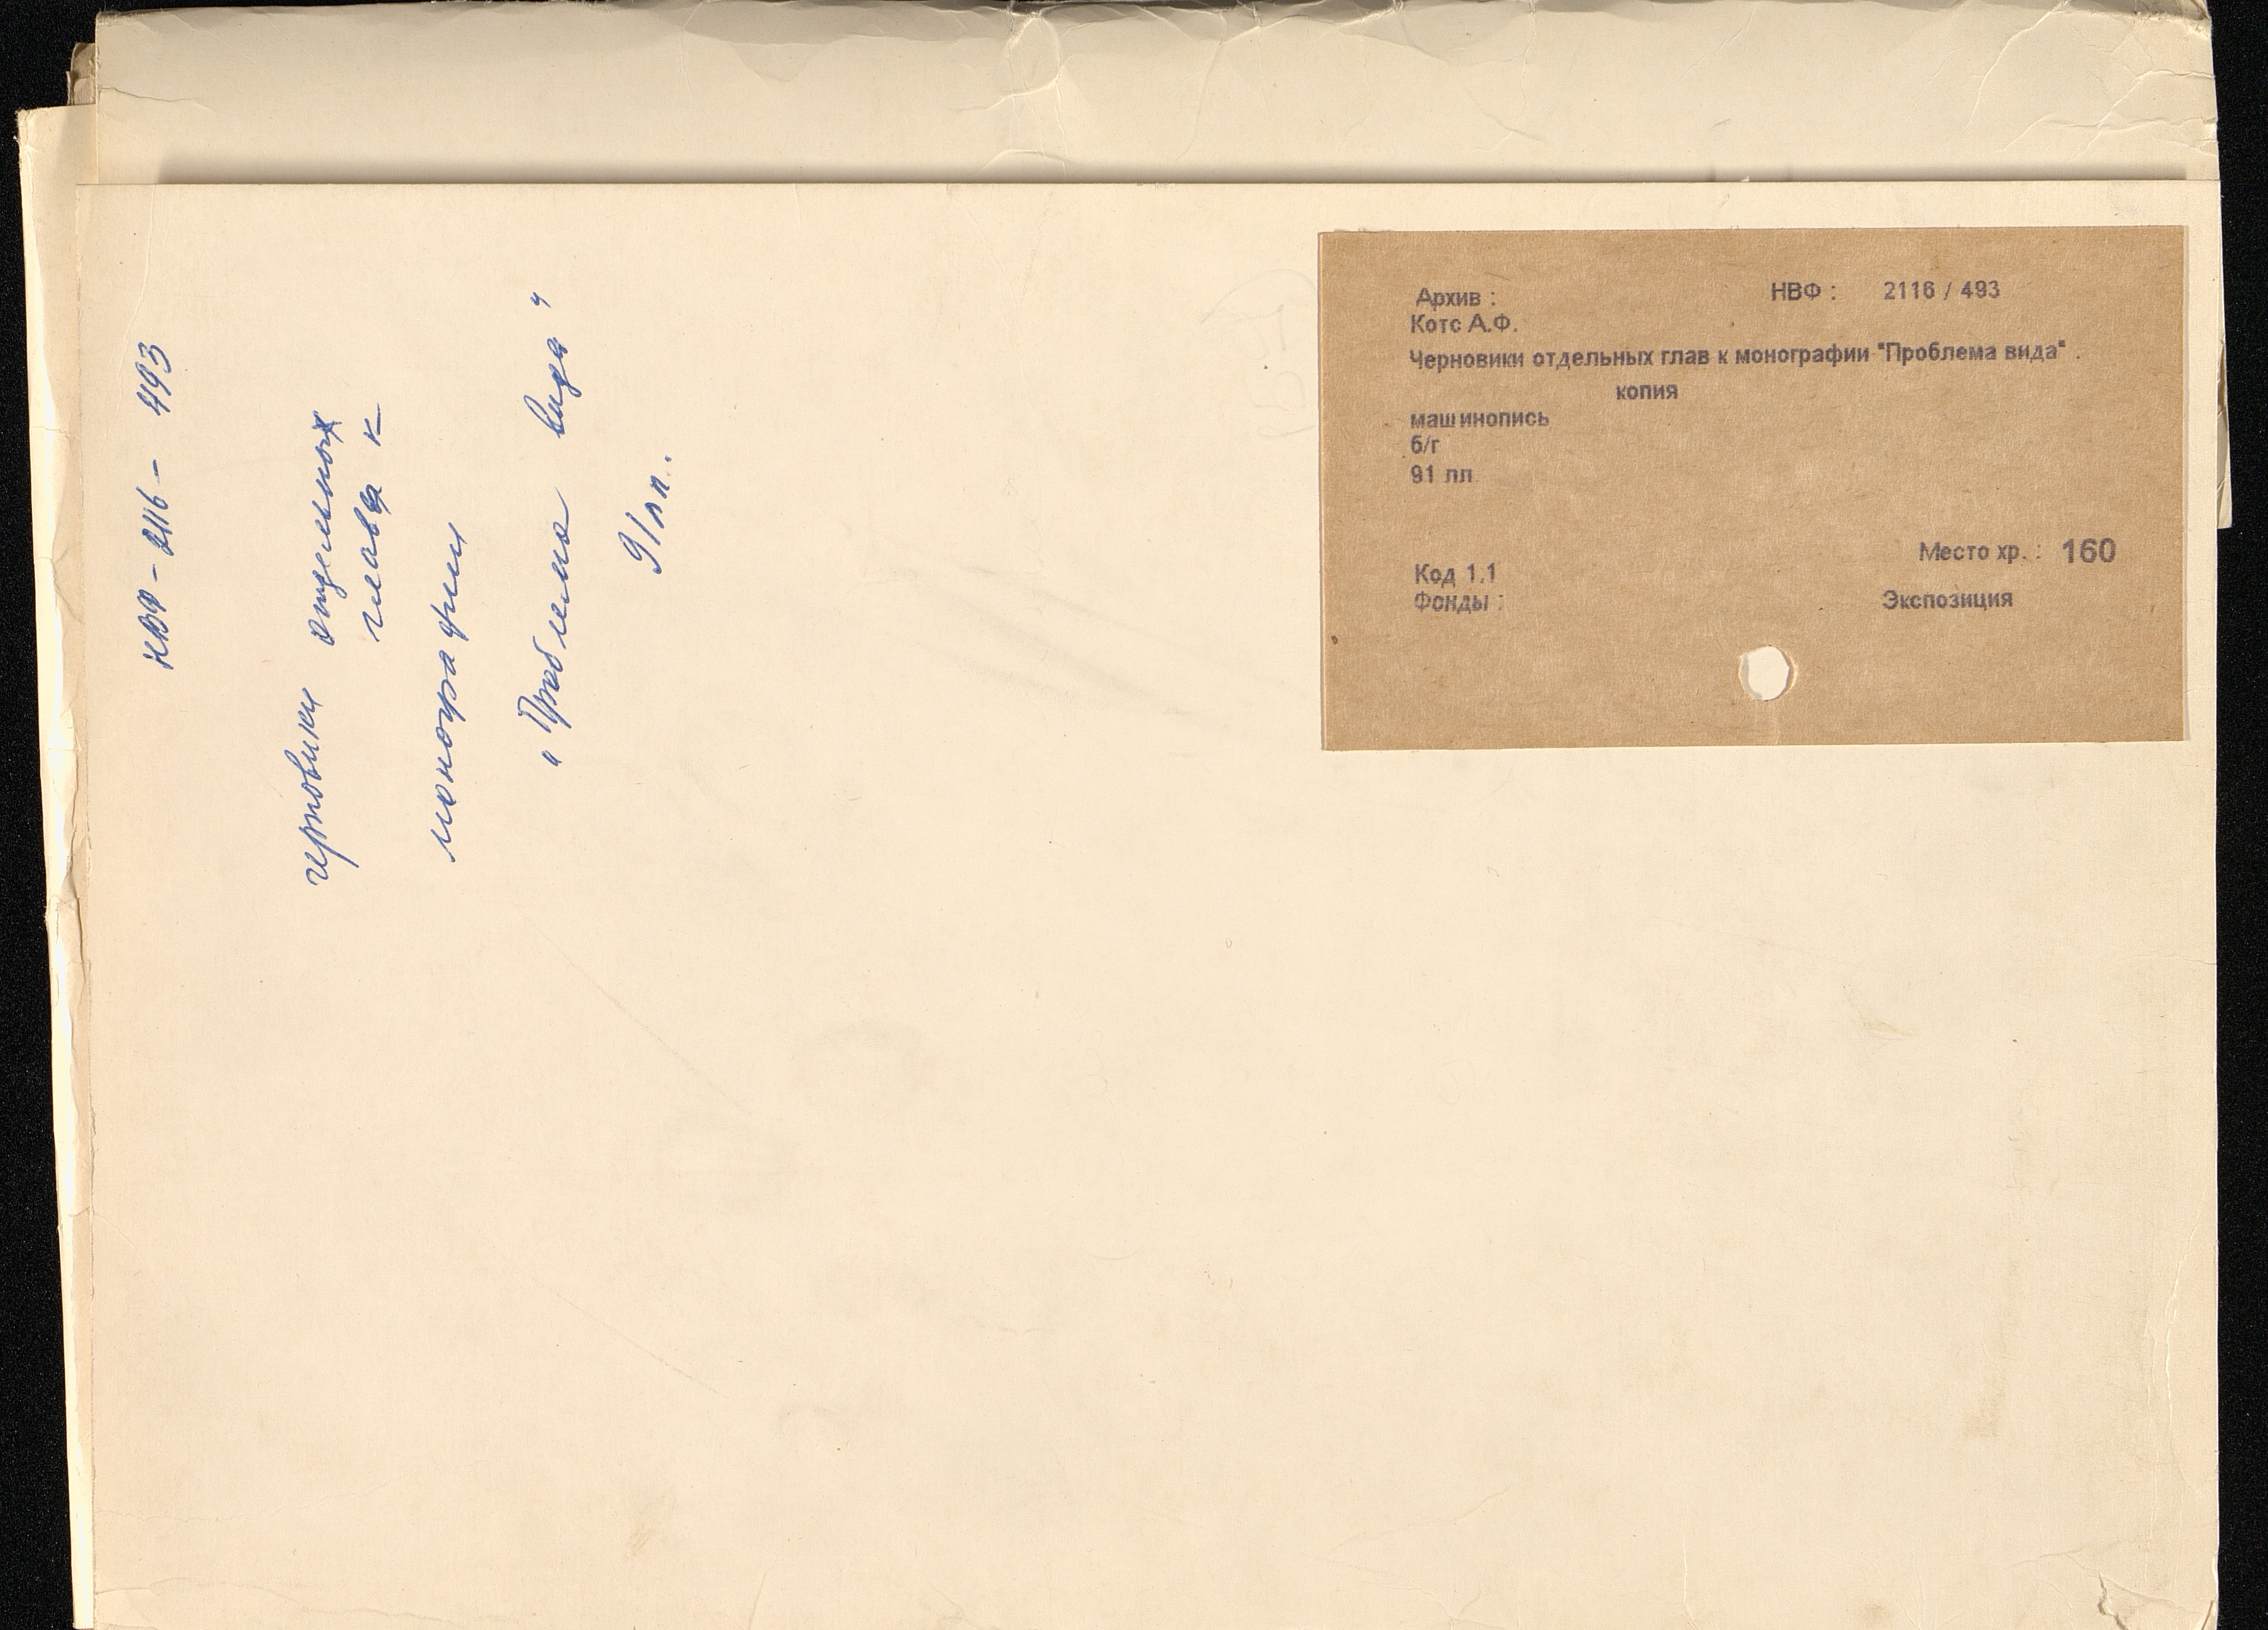 НВФ-2116-493
черновики отдельных
глав к
монографии
„Проблема вида"
91 лл.
Архив : НВФ : 2116 / 493
Котс А.Ф.
Черновики отдельных глав к монографии "Проблема вида" .
копия
машинопись
б/г
91 лл
Место хр. : 160
Код 1.1
Фонды : Экспозиция